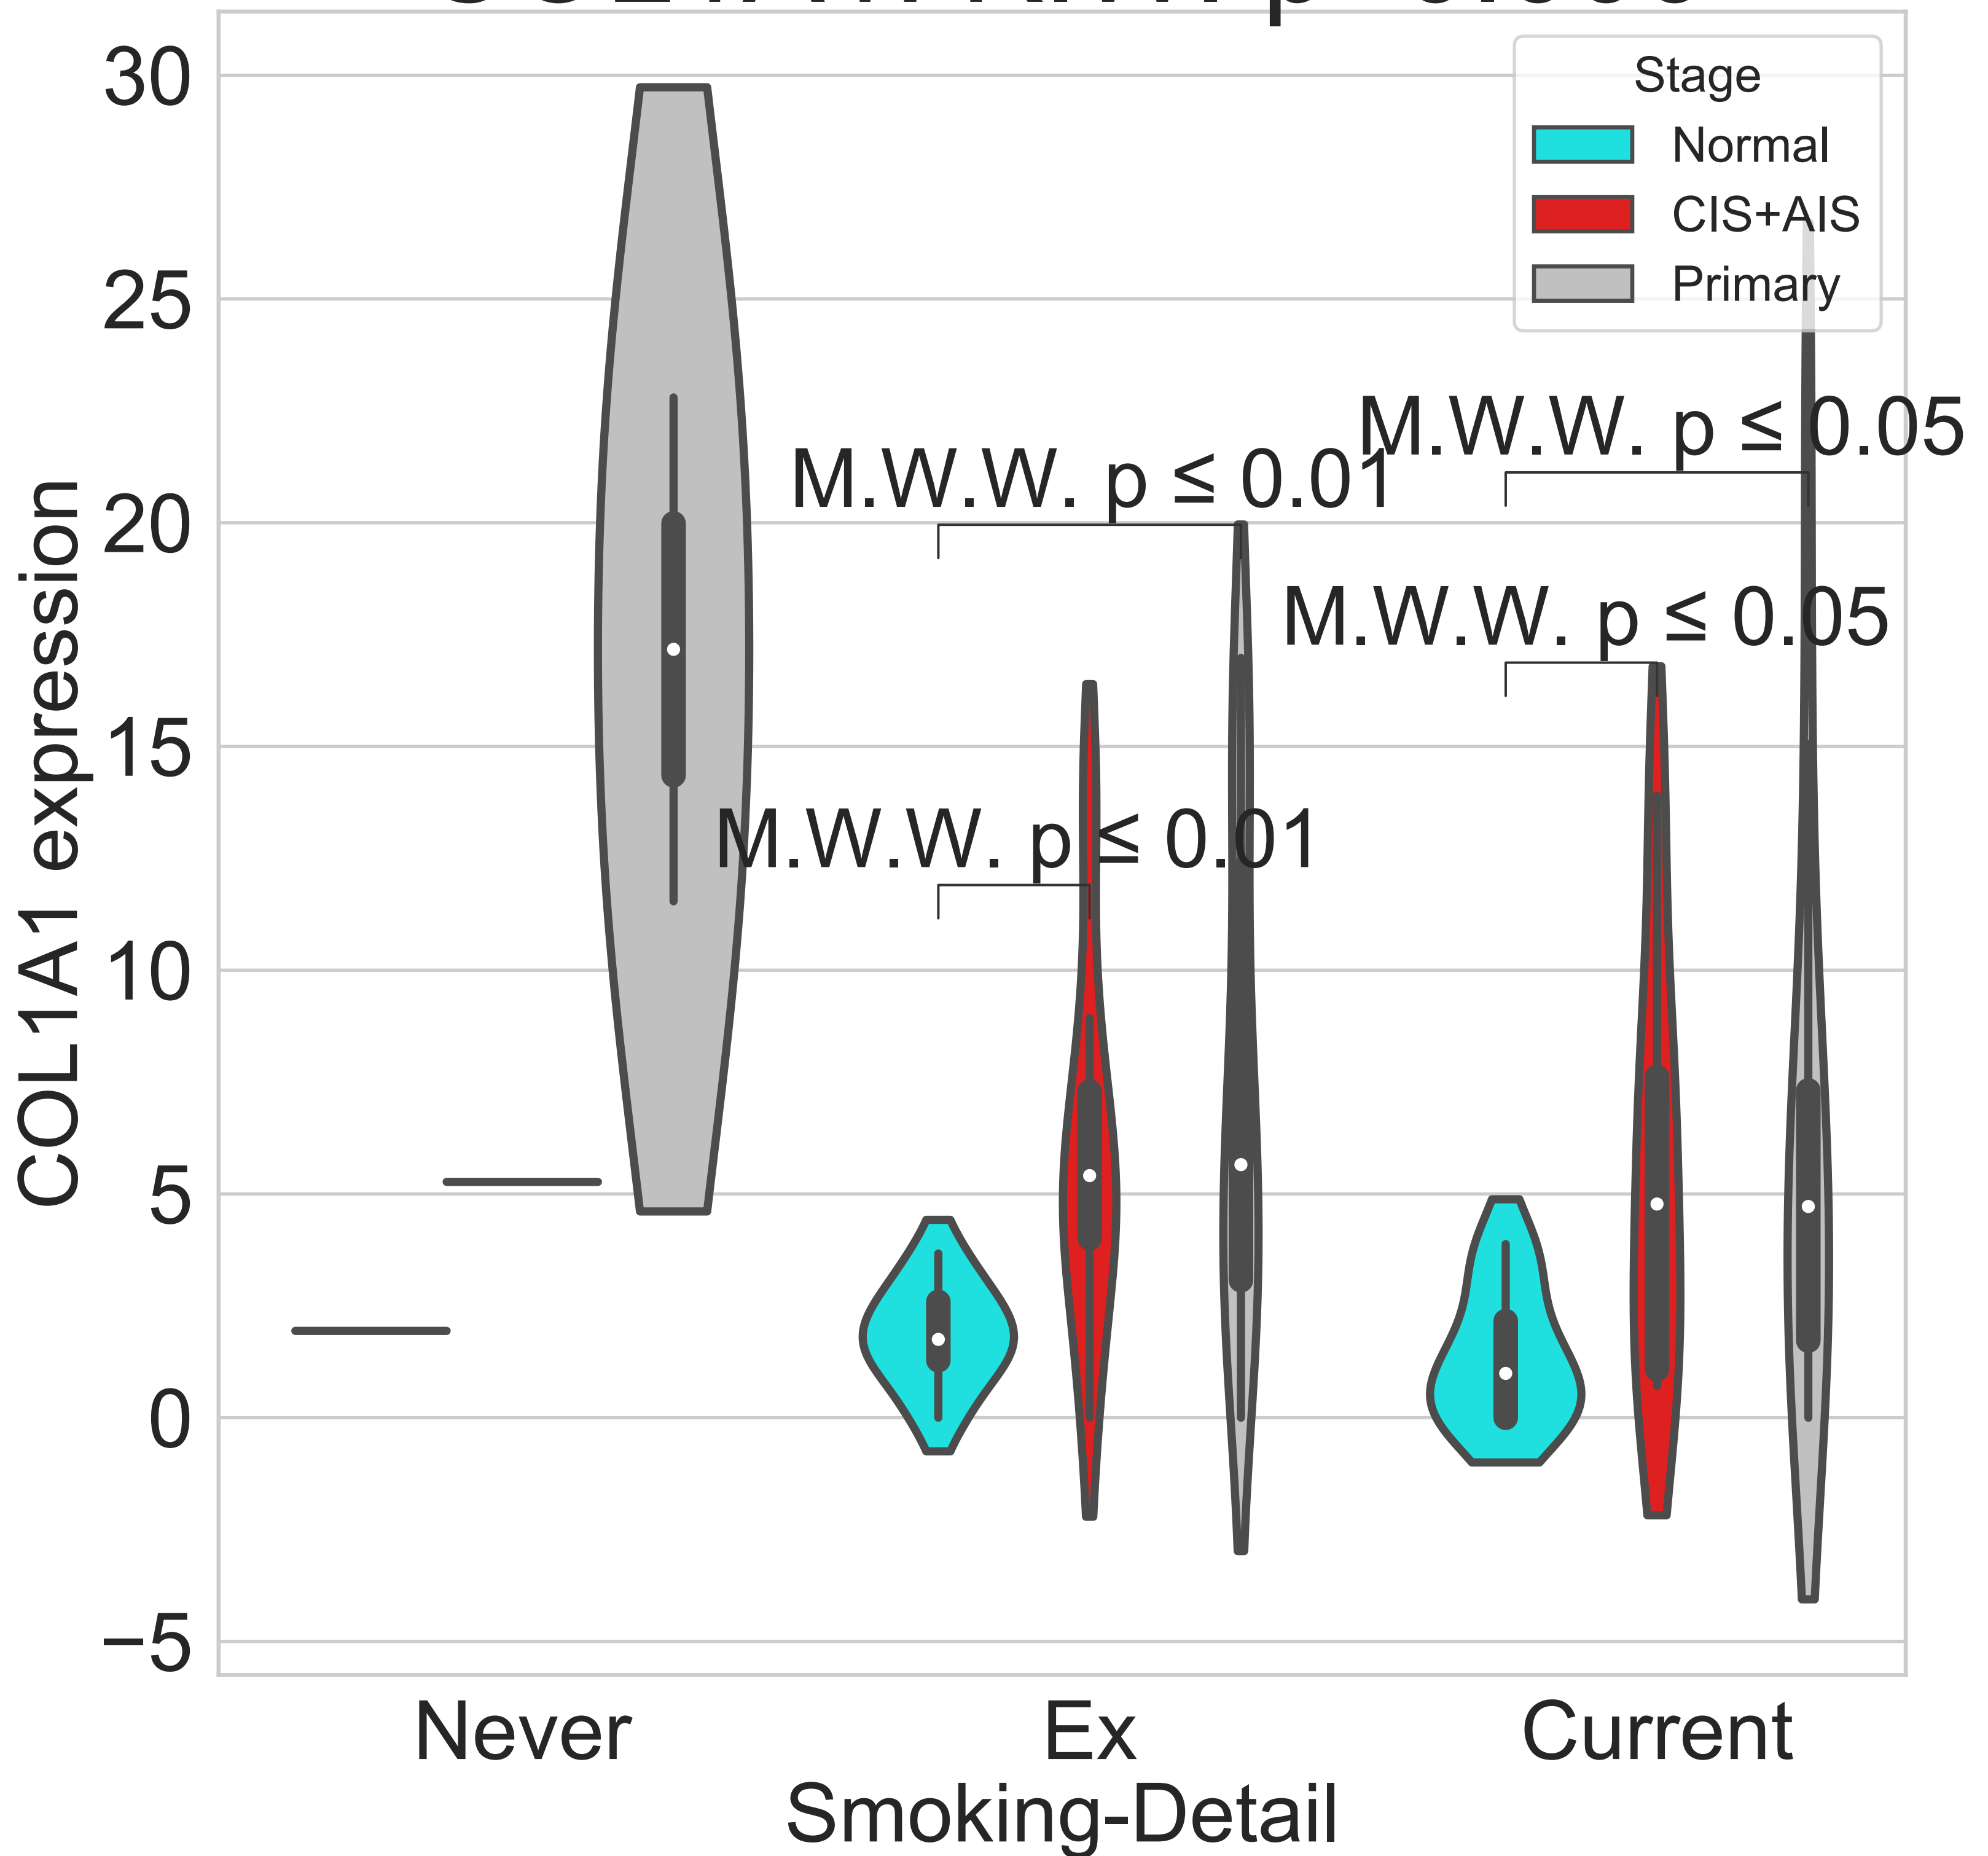 30
Stage
Normal
CIS+AIS
Primary
25
M.W.W. p ≤ 0.05
M.W.W. p ≤ 0.01
20
M.W.W. p ≤ 0.05
15
M.W.W. p ≤ 0.01
10
5
0
−5
COL1A1 expression
Never
Ex
Current
Smoking-Detail